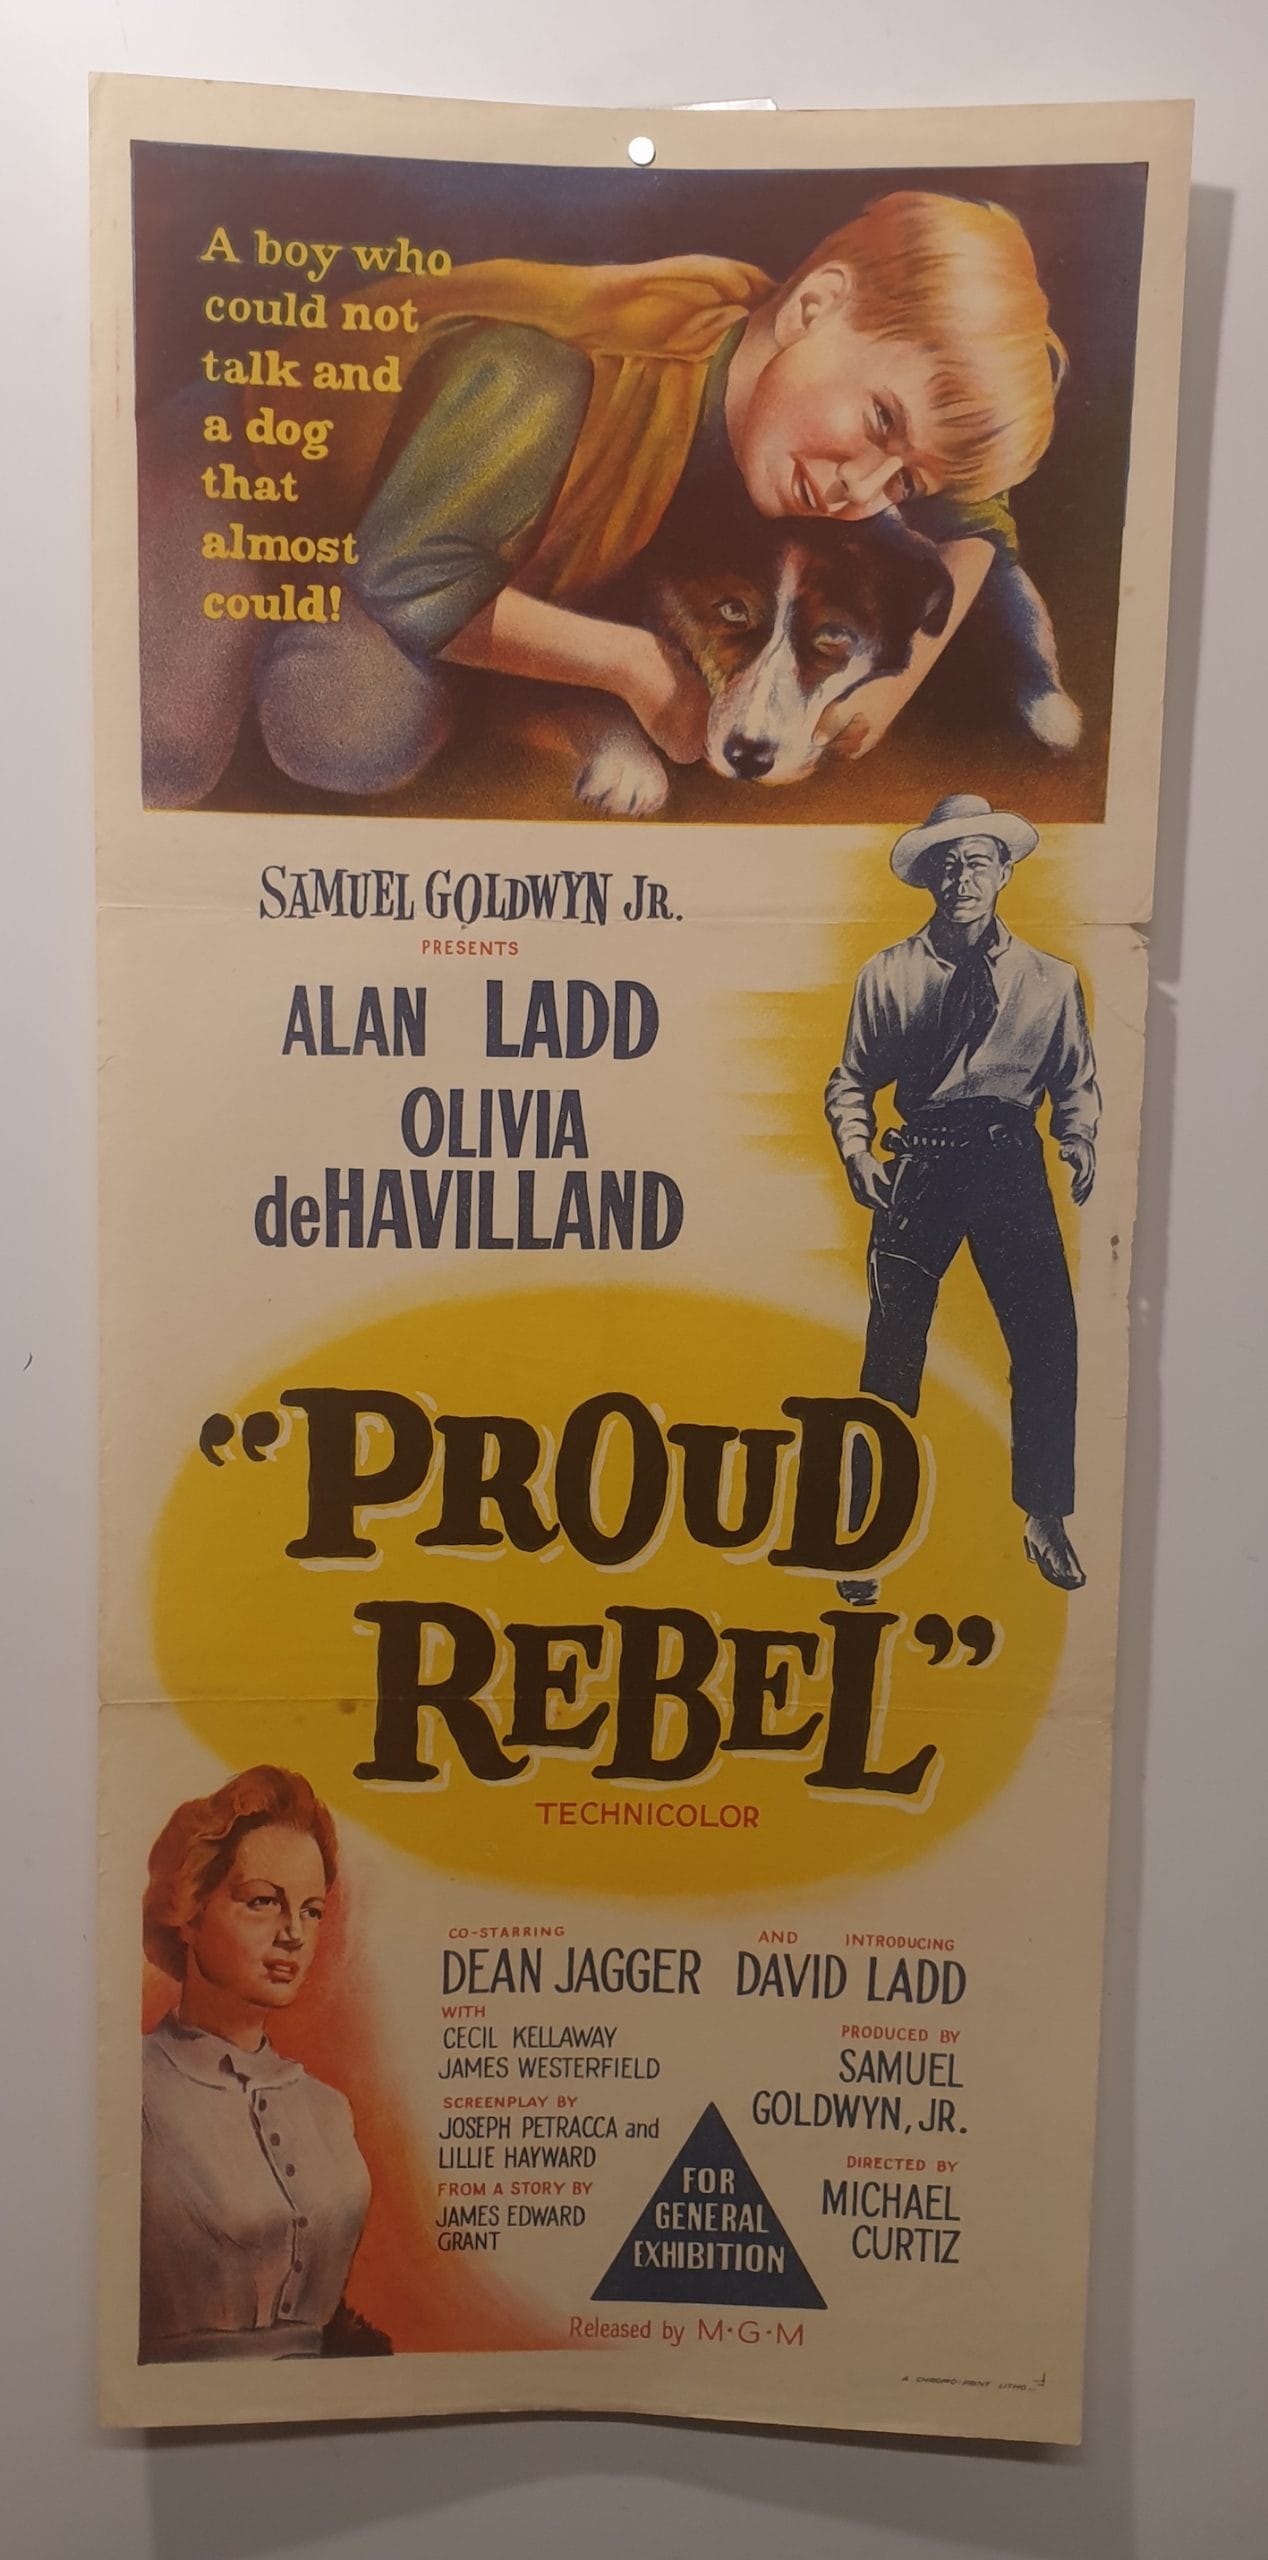 A boy who
could not
talk and
a dog
that
almost
could!
SAMUEL GOLDWYN JR.
PRESENTS
ALAN LADD
OLIVIA
deHAVILLAND
"PROUD
REBEL"
TECHNICOLOR
CO-STARRING
DEAN JAGGER
WITH
CECIL KELLAWAY
JAMES WESTERFIELD
SCREENPLAY BY
JOSEPH PETRACCA and
LILLIE HAYWARD
FROM A STORY BY
JAMES EDWARD
GRANT
AND INTRODUCING
DAVID LADD
PRODUCED BY
SAMUEL
GOLDWYN, JR.
DIRECTED BY
MICHAEL
CURTIZ
FOR
GENERAL
EXHIBITION
Released by M·G·M
A CHROMO PRINT LITHO